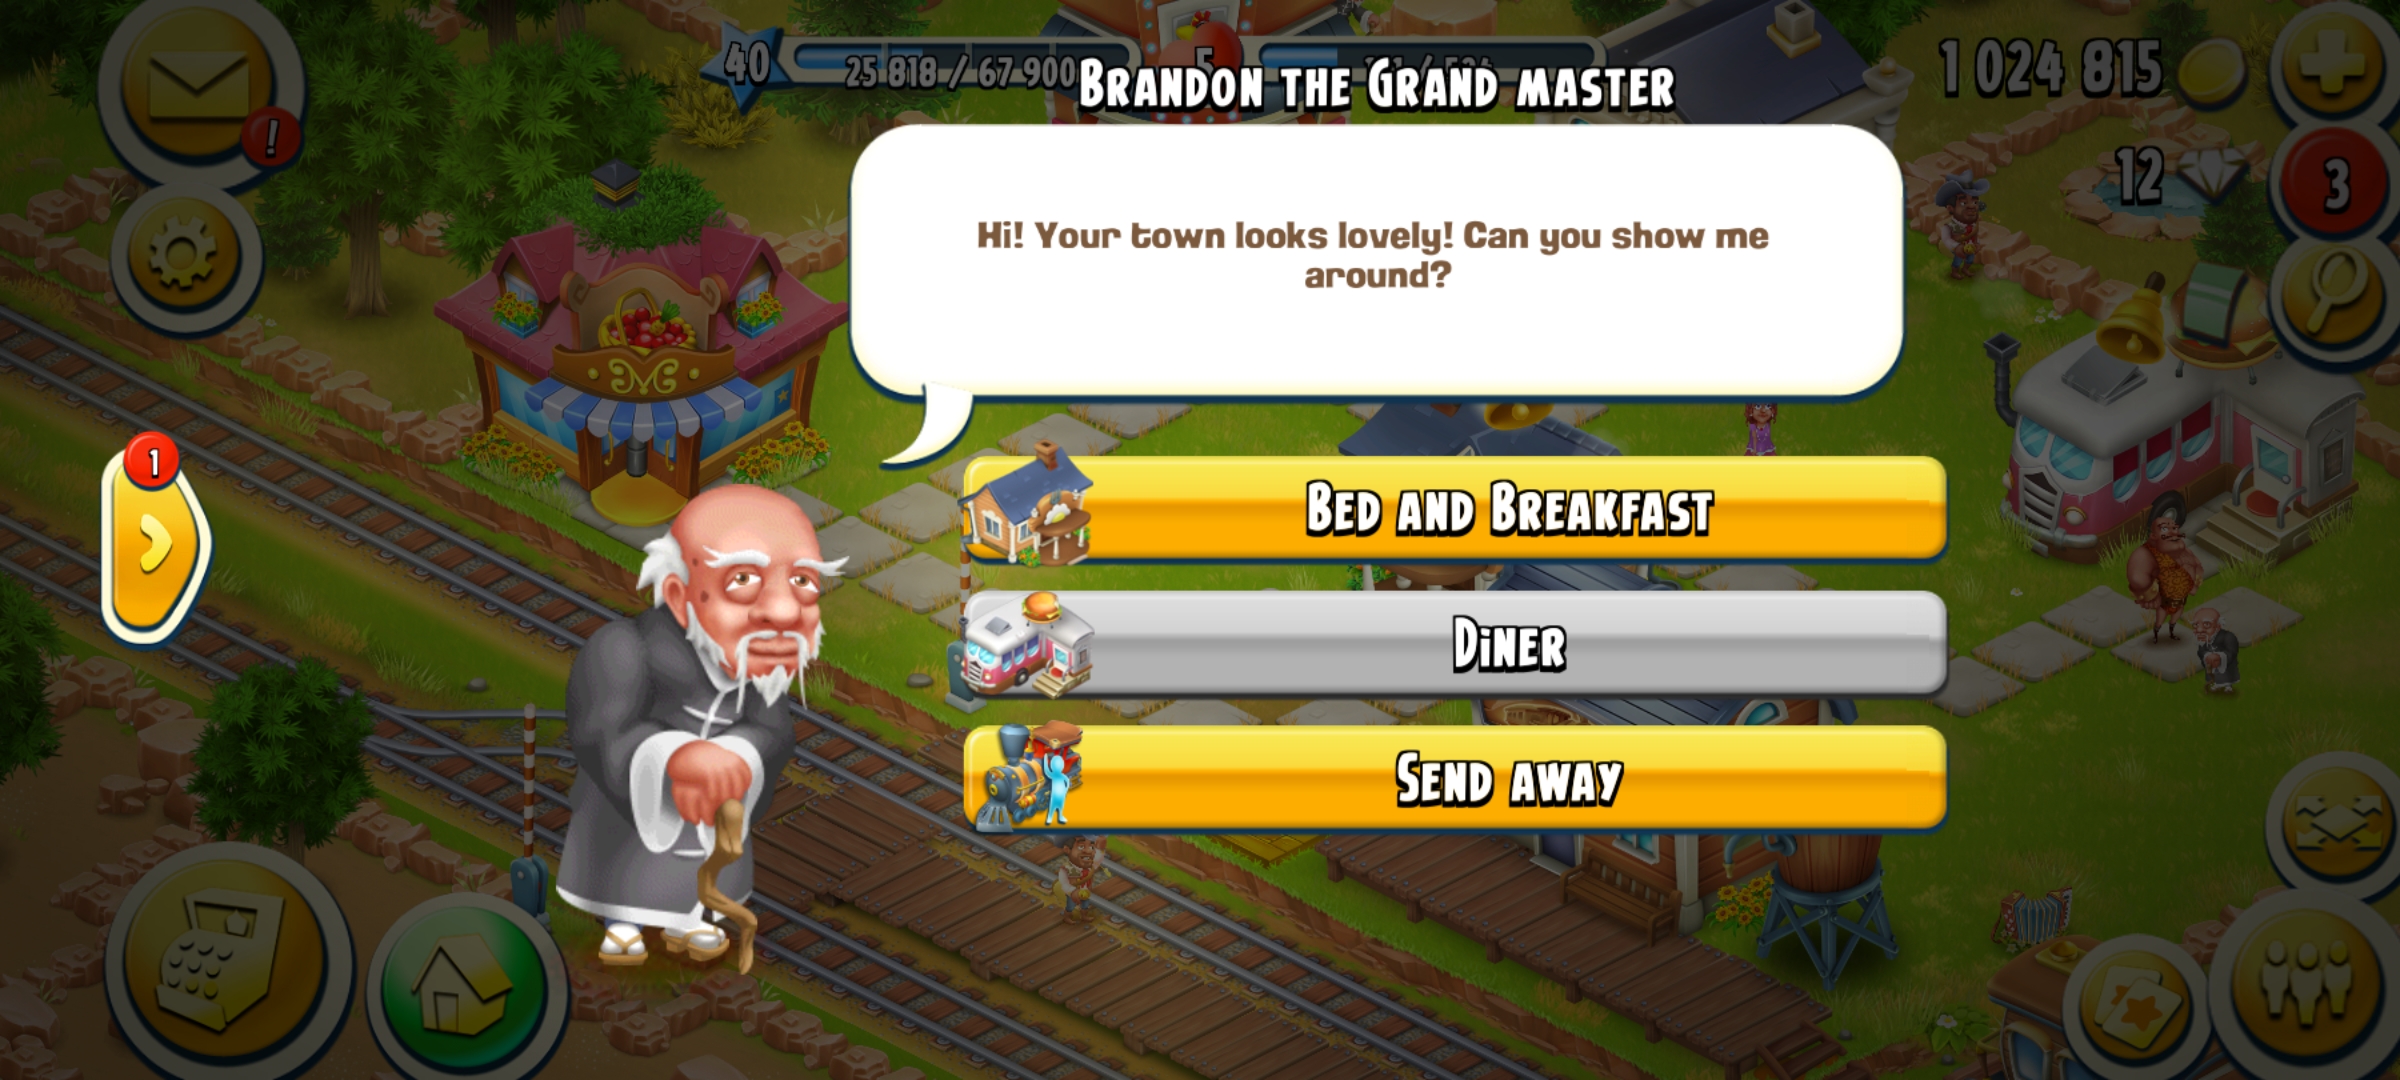 40
25 818 / 67 900
5
BRANDON THE GRAND MASTER
1 024 815
12
!
3
Hi! Your town looks lovely! Can you show me
around?
1
BED AND BREAKFAST
DiNER
SEND AWAY